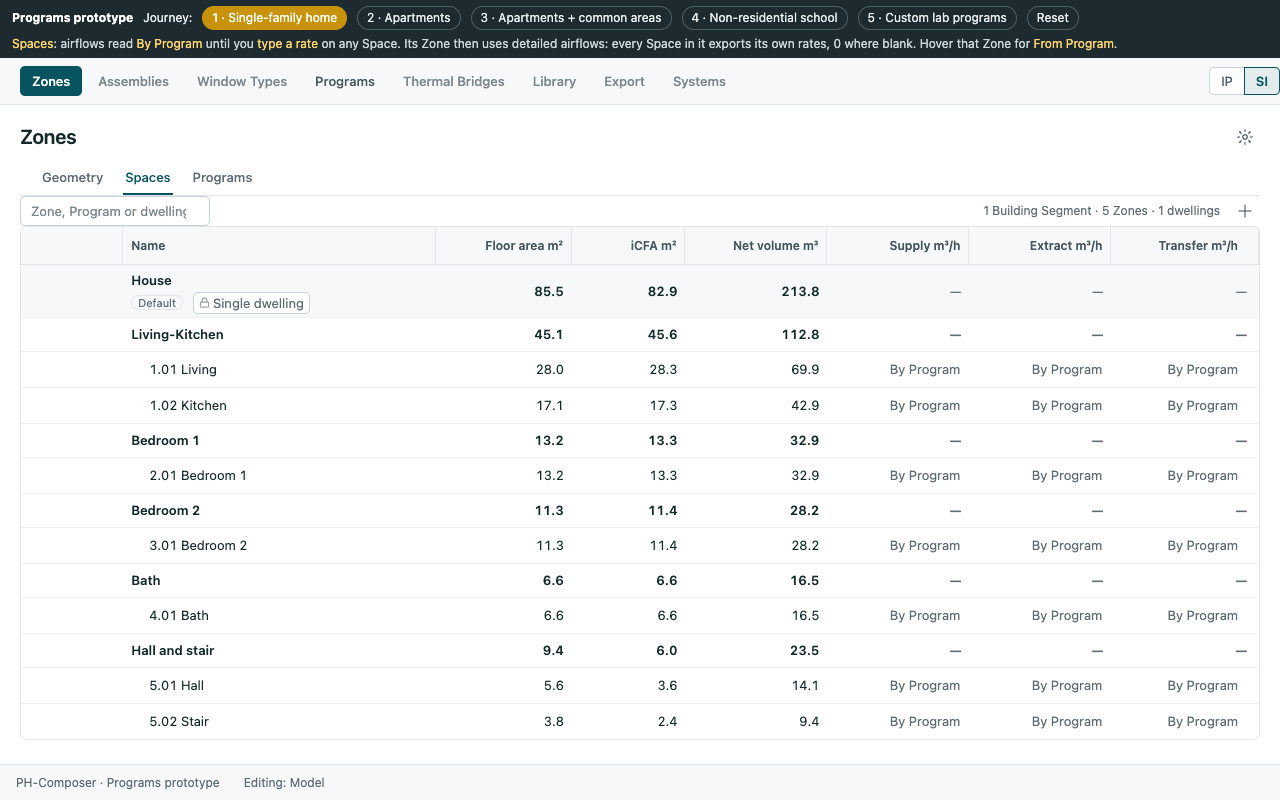 Programs prototype Journey: 1 · Single-family home 2 · Apartments 3 · Apartments + common areas 4 · Non-residential school 5 · Custom lab programs Reset
Spaces: airflows read By Program until you type a rate on any Space. Its Zone then uses detailed airflows: every Space in it exports its own rates, 0 where blank. Hover that Zone for From Program.
Zones Assemblies Window Types Programs Thermal Bridges Library Export Systems IP SI
Zones
Geometry Spaces Programs
Zone, Program or dwelling 1 Building Segment · 5 Zones · 1 dwellings
Name Floor area m² iCFA m² Net volume m³ Supply m³/h Extract m³/h Transfer m³/h
House
Default Single dwelling 85.5 82.9 213.8 — — —
Living-Kitchen 45.1 45.6 112.8 — — —
1.01 Living 28.0 28.3 69.9 By Program By Program By Program
1.02 Kitchen 17.1 17.3 42.9 By Program By Program By Program
Bedroom 1 13.2 13.3 32.9 — — —
2.01 Bedroom 1 13.2 13.3 32.9 By Program By Program By Program
Bedroom 2 11.3 11.4 28.2 — — —
3.01 Bedroom 2 11.3 11.4 28.2 By Program By Program By Program
Bath 6.6 6.6 16.5 — — —
4.01 Bath 6.6 6.6 16.5 By Program By Program By Program
Hall and stair 9.4 6.0 23.5 — — —
5.01 Hall 5.6 3.6 14.1 By Program By Program By Program
5.02 Stair 3.8 2.4 9.4 By Program By Program By Program
PH-Composer · Programs prototype Editing: Model